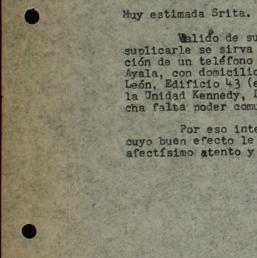 Muy estimada Srita.
Valido de su
suplicarle se sirva
ción de un teléfono
Ayala, con domicilio
León, Edificio 43 (e
la Unidad Kennedy,
cha falta poder comu
Por eso inte
cuyo buen efecto le
afectísimo atento y